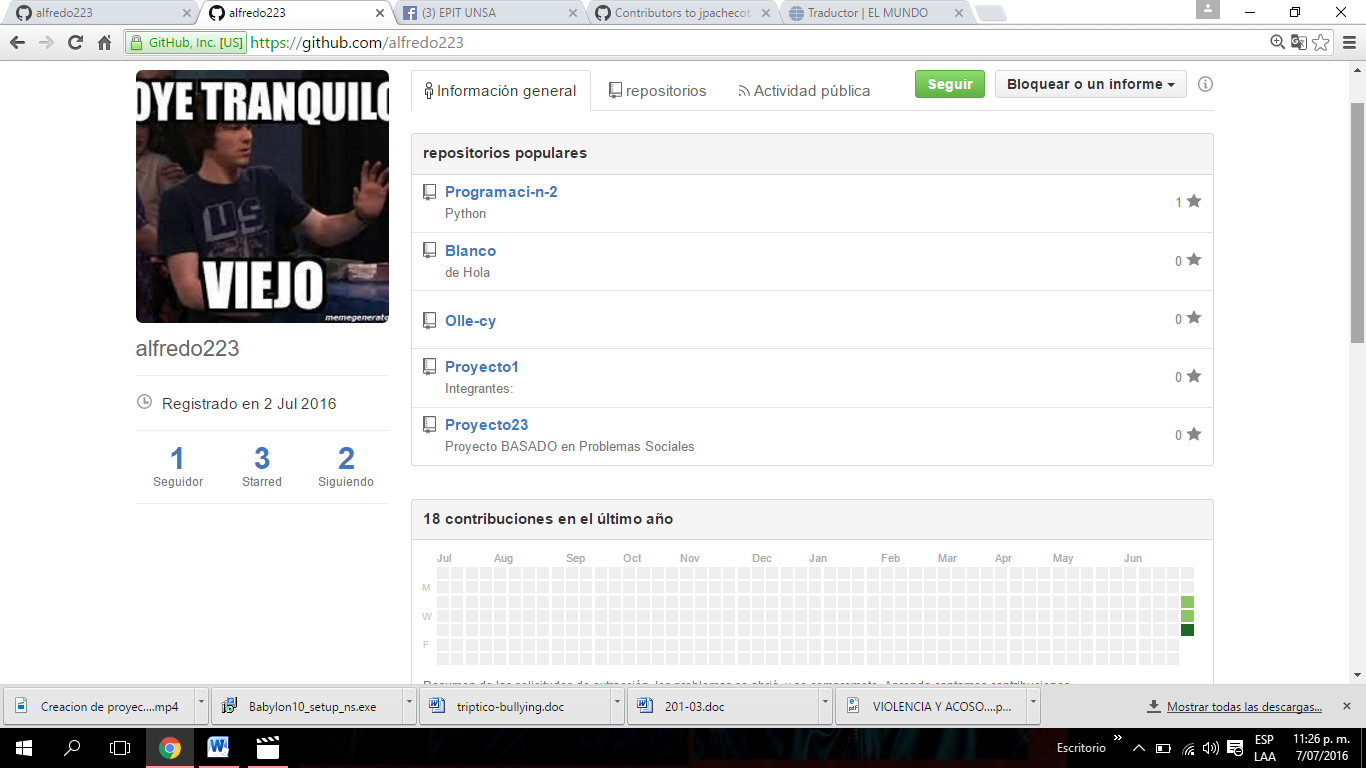 alfredo223
alfredo223
(3) EPIT UNSA
Contributors to jpachecot
Traductor | EL MUNDO
GitHub, Inc. [US]
https://github.com/alfredo223
OYE TRANQUILO
VIEJO
memegenerato
alfredo223
Registrado en 2 Jul 2016
1
3
2
Seguidor
Starred
Siguiendo
Información general
repositorios
Actividad pública
Seguir
Bloquear o un informe
repositorios populares
Programaci-n-2
Python
1
Blanco
de Hola
0
Olle-cy
0
Proyecto1
Integrantes:
0
Proyecto23
Proyecto BASADO en Problemas Sociales
0
18 contribuciones en el último año
Jul Aug Sep Oct Nov Dec Jan Feb Mar Apr May Jun
M
W
F
Creacion de proyec....mp4
Babylon10_setup_ns.exe
triptico-bullying.doc
201-03.doc
VIOLENCIA Y ACOSO....p...
Mostrar todas las descargas...
Escritorio
ESP
LAA
11:26 p. m.
7/07/2016